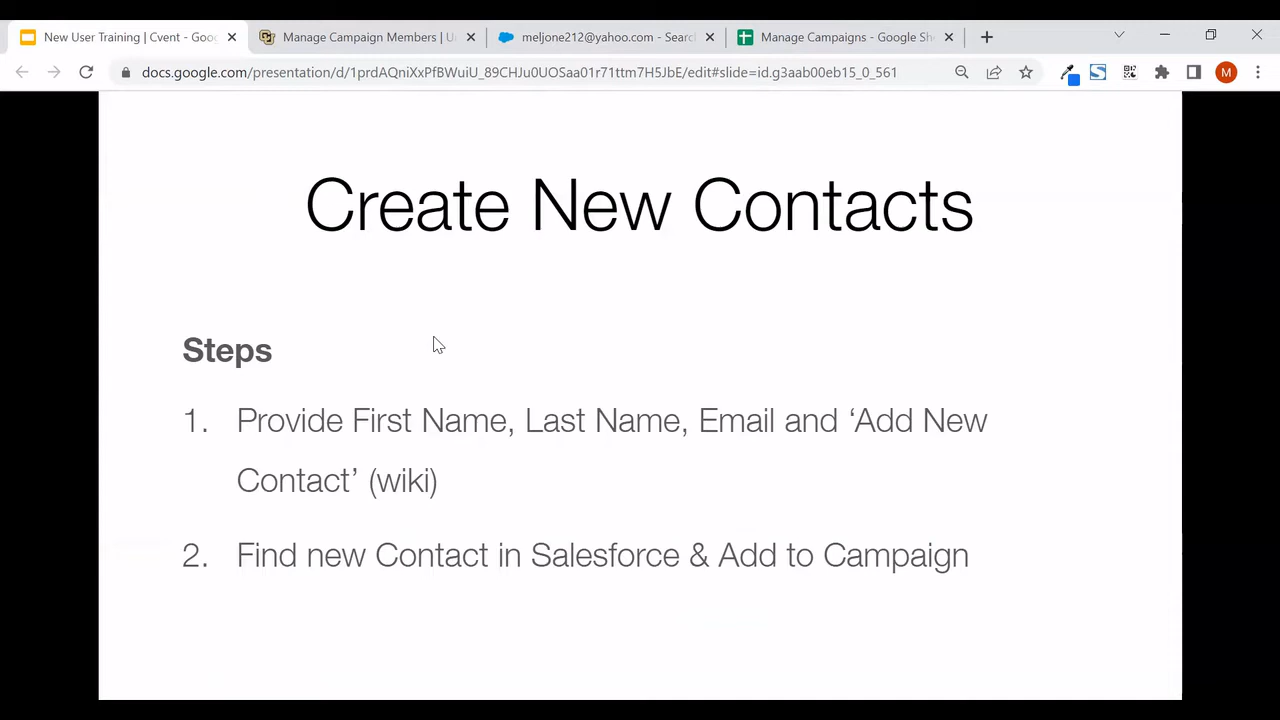 New User Training | Cvent - Goog
Manage Campaign Members | U
meljone212@yahoo.com - Searc
Manage Campaigns - Google She
docs.google.com/presentation/d/1prdAQniXxPfBWuiU_89CHJu0UOSaa01r71ttm7H5JbE/edit#slide=id.g3aab00eb15_0_561
S
M
Create New Contacts
Steps
1. Provide First Name, Last Name, Email and ‘Add New
Contact’ (wiki)
2. Find new Contact in Salesforce & Add to Campaign